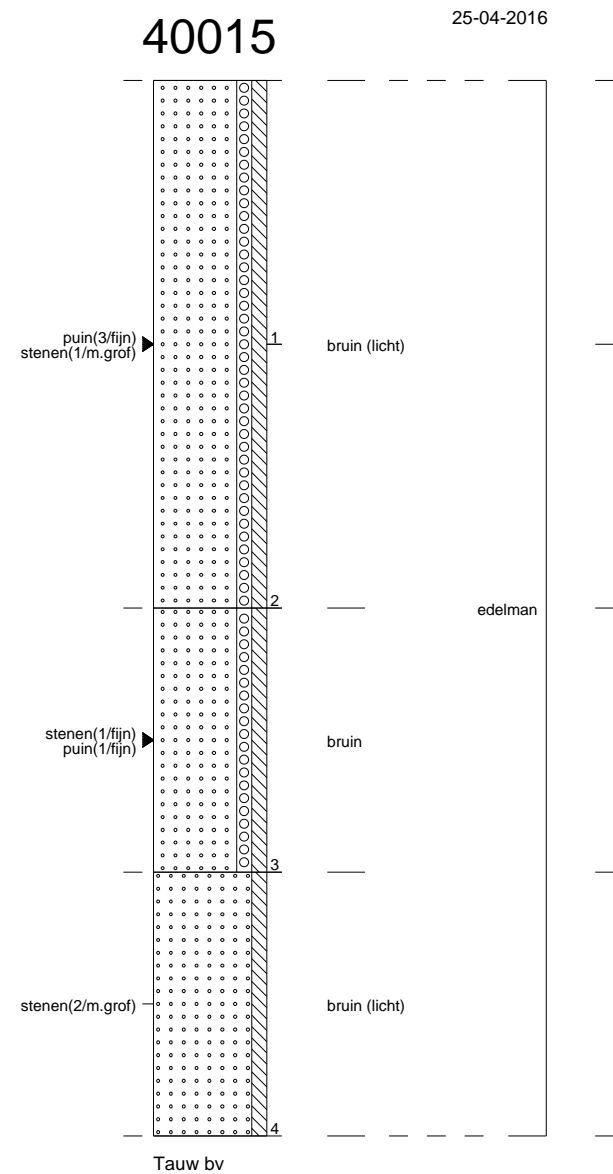 40015
25-04-2016
puin(3/fijn)
stenen(1/m.grof)
1
bruin (licht)
2
edelman
stenen(1/fijn)
puin(1/fijn)
bruin
3
stenen(2/m.grof)
bruin (licht)
4
Tauw bv